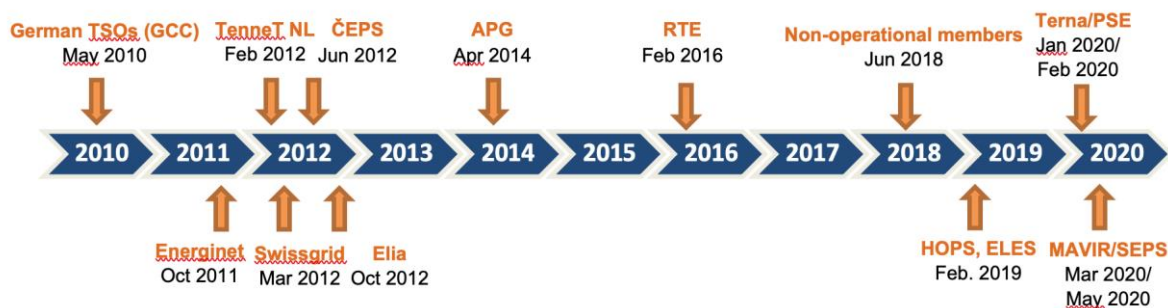 German TSOs (GCC)
May 2010
TenneT NL
Feb 2012
ČEPS
Jun 2012
APG
Apr 2014
RTE
Feb 2016
Non-operational members
Jun 2018
Terna/PSE
Jan 2020/
Feb 2020
2010
2011
2012
2013
2014
2015
2016
2017
2018
2019
2020
Energinet
Oct 2011
Swissgrid
Mar 2012
Elia
Oct 2012
HOPS, ELES
Feb. 2019
MAVIR/SEPS
Mar 2020/
May 2020